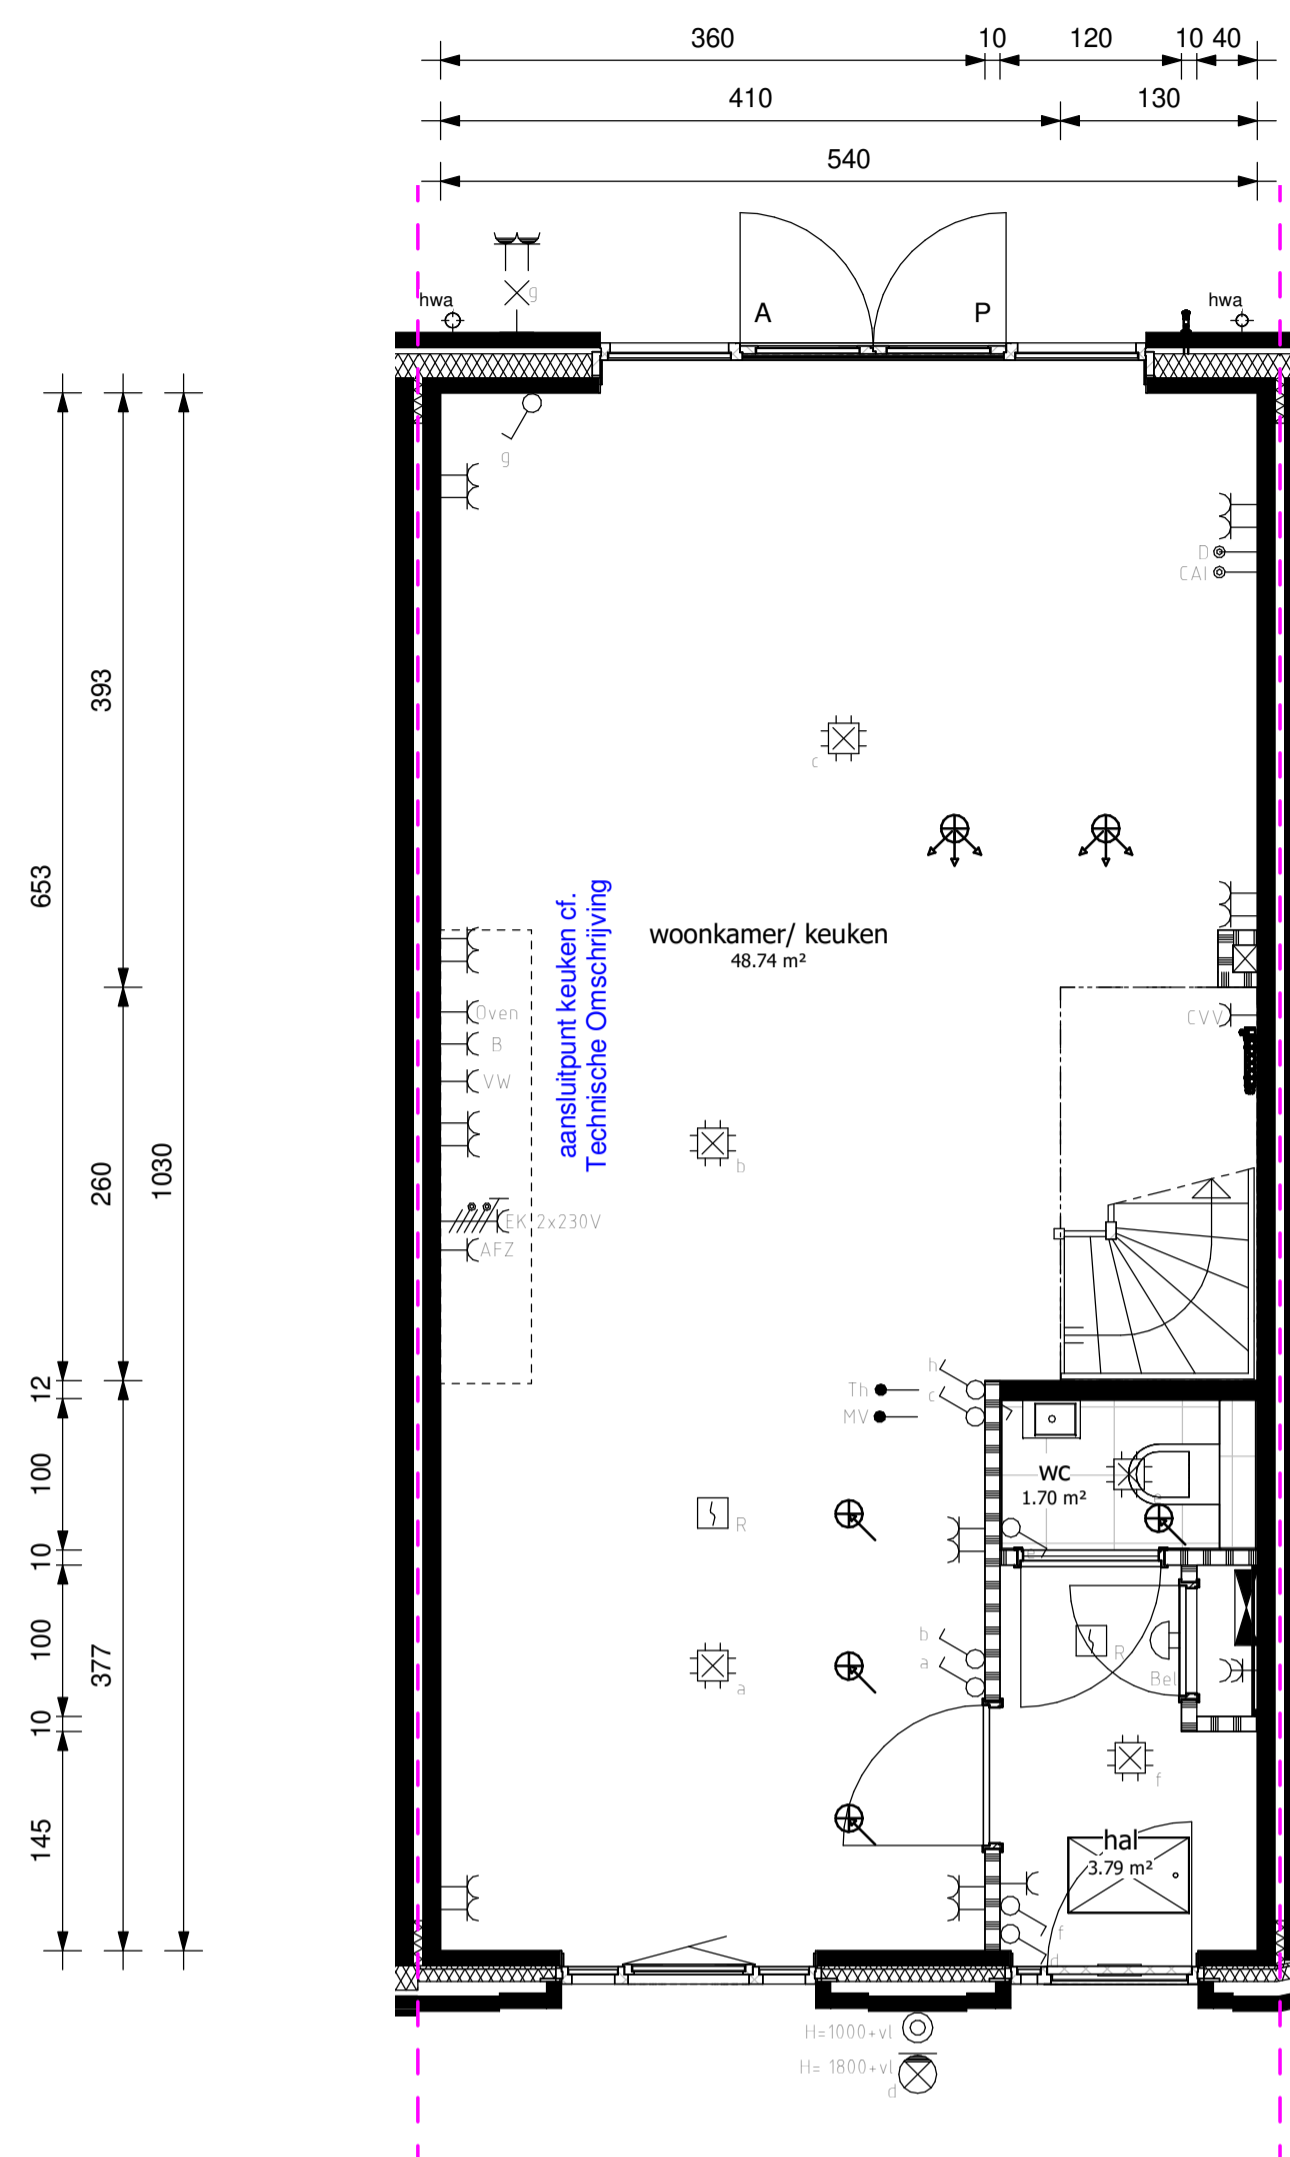 360 10 120 10 40
410 130
540
g
hwa
A P
hwa
g
D
CAI
393
c
653
aansluitpunt keuken cf.
Technische Omschrijving
woonkamer/ keuken
48.74 m²
Oven
CVV
B
VW
b
260
1030
EK 2x230V
AFZ
h
Th
c
MV
12
100
wc
1.70 m²
e
R
10
e
100
b
a
R
Bel
377
a
10
f
145
hal
3.79 m²
f
d
H=1000+vl
H= 1800+vl
d